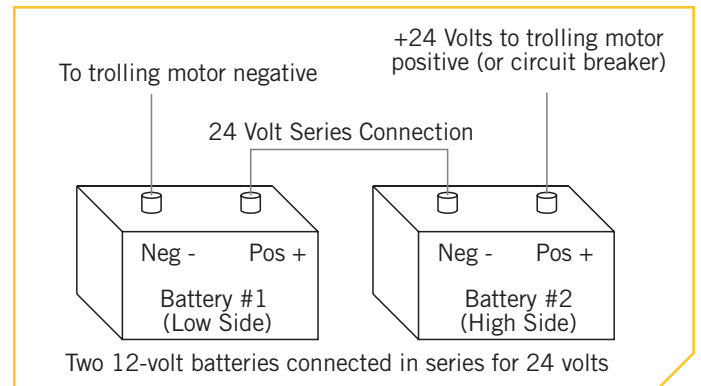 +24 Volts to trolling motor
positive (or circuit breaker)
To trolling motor negative
24 Volt Series Connection
Neg - Pos +
Battery #1
(Low Side)
Neg - Pos +
Battery #2
(High Side)
Two 12-volt batteries connected in series for 24 volts